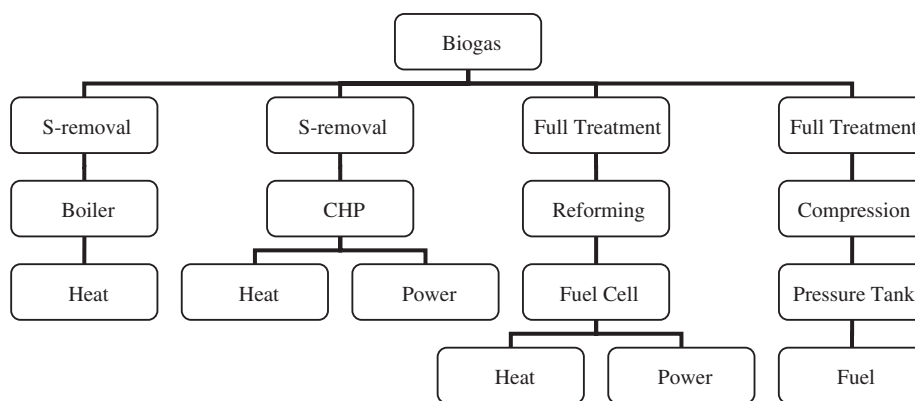 Biogas
S-removal
S-removal
Full Treatment
Full Treatment
Boiler
CHP
Reforming
Compression
Heat
Heat
Power
Fuel Cell
Pressure Tank
Heat
Power
Fuel